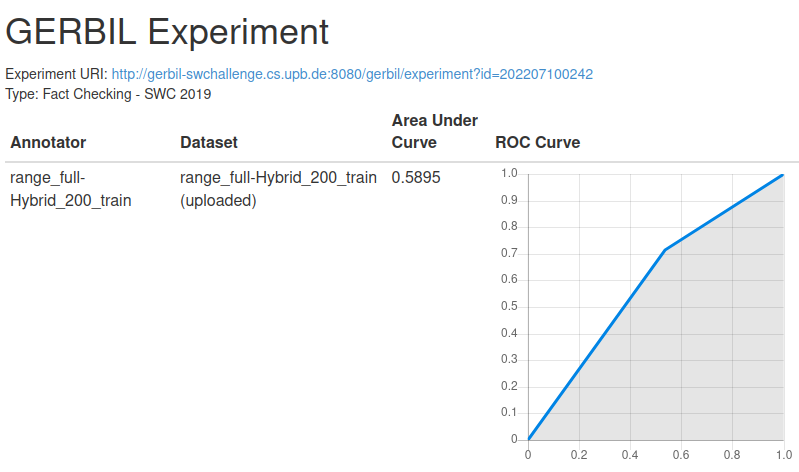 GERBIL Experiment
Experiment URI: http://gerbil-swchallenge.cs.upb.de:8080/gerbil/experiment?id=202207100242
Type: Fact Checking - SWC 2019
Annotator Dataset Area Under Curve ROC Curve
range_full-Hybrid_200_train range_full-Hybrid_200_train (uploaded) 0.5895
1.0
0.9
0.8
0.7
0.6
0.5
0.4
0.3
0.2
0.1
0
0 0.2 0.4 0.6 0.8 1.0